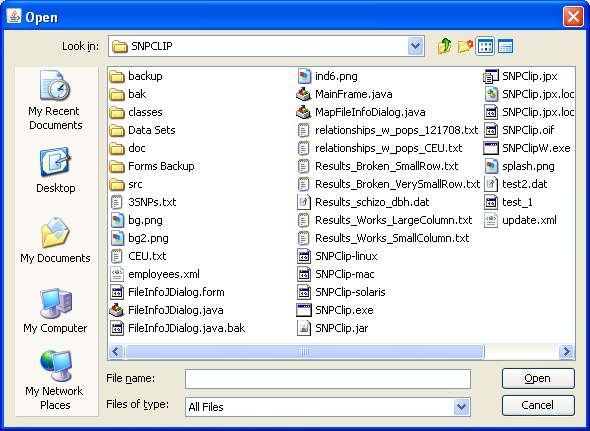 Open
Look in:
SNPCLIP
My Recent
Documents
Desktop
My Documents
My Computer
My Network
Places
backup
bak
classes
Data Sets
doc
Forms Backup
src
3SNPs.txt
bg.png
bg2.png
CEU.txt
employees.xml
FileInfoJDialog.form
FileInfoJDialog.java
FileInfoJDialog.java.bak
ind6.png
MainFrame.java
MapFileInfoDialog.java
relationships_w_pops_121708.txt
relationships_w_pops_CEU.txt
Results_Broken_SmallRow.txt
Results_Broken_VerySmallRow.txt
Results_schizo_dbh.dat
Results_Works_LargeColumn.txt
Results_Works_SmallColumn.txt
SNPClip-linux
SNPClip-mac
SNPClip-solaris
SNPClip.exe
SNPClip.jar
SNPClip.jpx
SNPClip.jpx.loc
SNPClip.oif
SNPClipW.exe
splash.png
test2.dat
test_1
update.xml
File name:
Open
Files of type:
All Files
Cancel